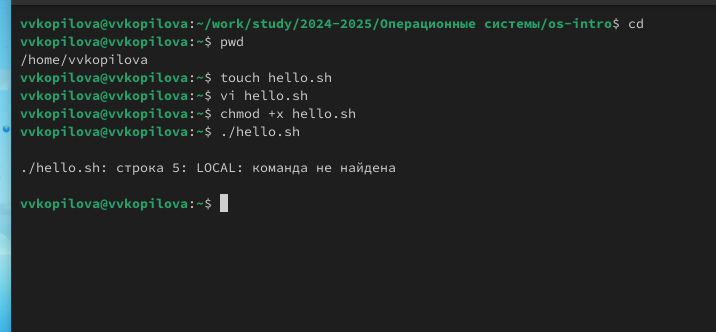 vvkopilova@vvkopilova:~/work/study/2024-2025/Операционные системы/os-intro$ cd
vvkopilova@vvkopilova:~$ pwd
/home/vvkopilova
vvkopilova@vvkopilova:~$ touch hello.sh
vvkopilova@vvkopilova:~$ vi hello.sh
vvkopilova@vvkopilova:~$ chmod +x hello.sh
vvkopilova@vvkopilova:~$ ./hello.sh
./hello.sh: строка 5: LOCAL: команда не найдена
vvkopilova@vvkopilova:~$